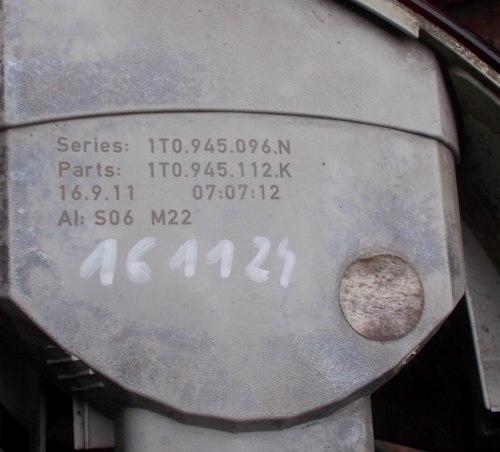 Series: 1T0.945.096.N
Parts: 1T0.945.112.K
16.9.11 07:07:12
AI: S06 M22
161124